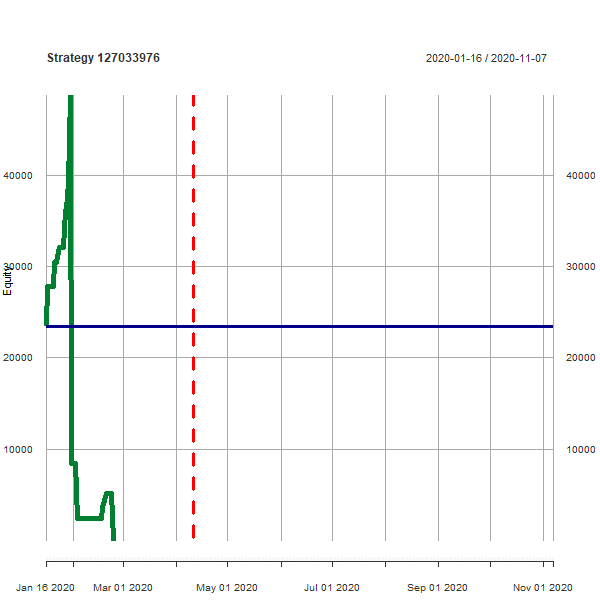 Strategy 127033976
2020-01-16 / 2020-11-07
40000
40000
30000
30000
Equity
20000
20000
10000
10000
Jan 16 2020
Mar 01 2020
May 01 2020
Jul 01 2020
Sep 01 2020
Nov 01 2020